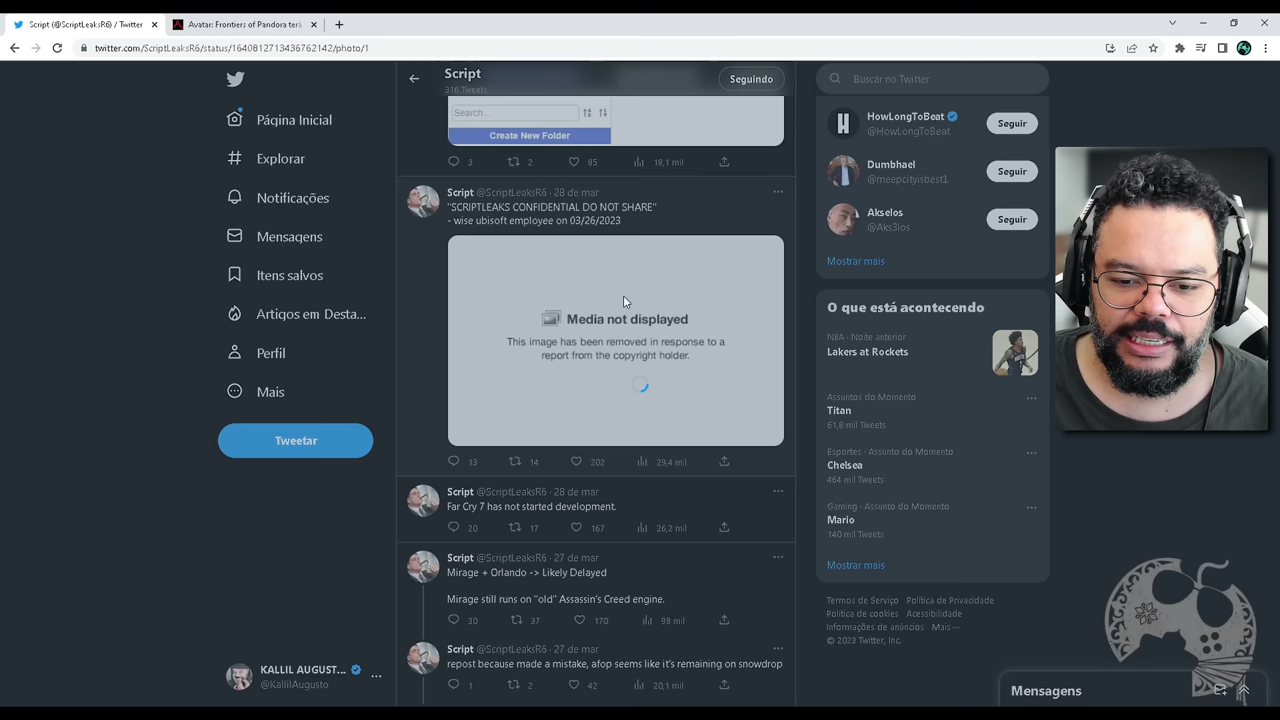 Script (@ScriptLeaksR6) / Twitter
Avatar: Frontiers of Pandora terá
twitter.com/ScriptLeaksR6/status/1640812713436762142/photo/1
Página Inicial
Explorar
Notificações
Mensagens
Itens salvos
Artigos em Desta...
Perfil
Mais
Tweetar
KALLIL AUGUST...
@KallilAugusto
Script
316 Tweets
Seguindo
Search...
Create New Folder
3 2 85 18,1 mil
Script @ScriptLeaksR6 · 28 de mar
"SCRIPTLEAKS CONFIDENTIAL DO NOT SHARE"
- wise ubisoft employee on 03/26/2023
Media not displayed
This image has been removed in response to a
report from the copyright holder.
13 14 202 29,4 mil
Script @ScriptLeaksR6 · 28 de mar
Far Cry 7 has not started development.
20 17 167 26,2 mil
Script @ScriptLeaksR6 · 27 de mar
Mirage + Orlando -> Likely Delayed
Mirage still runs on "old" Assassin's Creed engine.
30 37 170 98 mil
Script @ScriptLeaksR6 · 27 de mar
repost because made a mistake, afop seems like it's remaining on snowdrop
1 2 42 20,1 mil
Buscar no Twitter
HowLongToBeat
@HowLongToBeat
Seguir
Dumbhael
@meepcityisbest1
Seguir
Akselos
@Aks3los
Seguir
Mostrar mais
O que está acontecendo
NBA · Noite anterior
Lakers at Rockets
Assuntos do Momento
Titan
61,8 mil Tweets
Esportes · Assunto do Momento
Chelsea
464 mil Tweets
Gaming · Assunto do Momento
Mario
140 mil Tweets
Mostrar mais
Termos de Serviço Política de Privacidade
Política de cookies Acessibilidade
Informações de anúncios Mais ···
© 2023 Twitter, Inc.
Mensagens